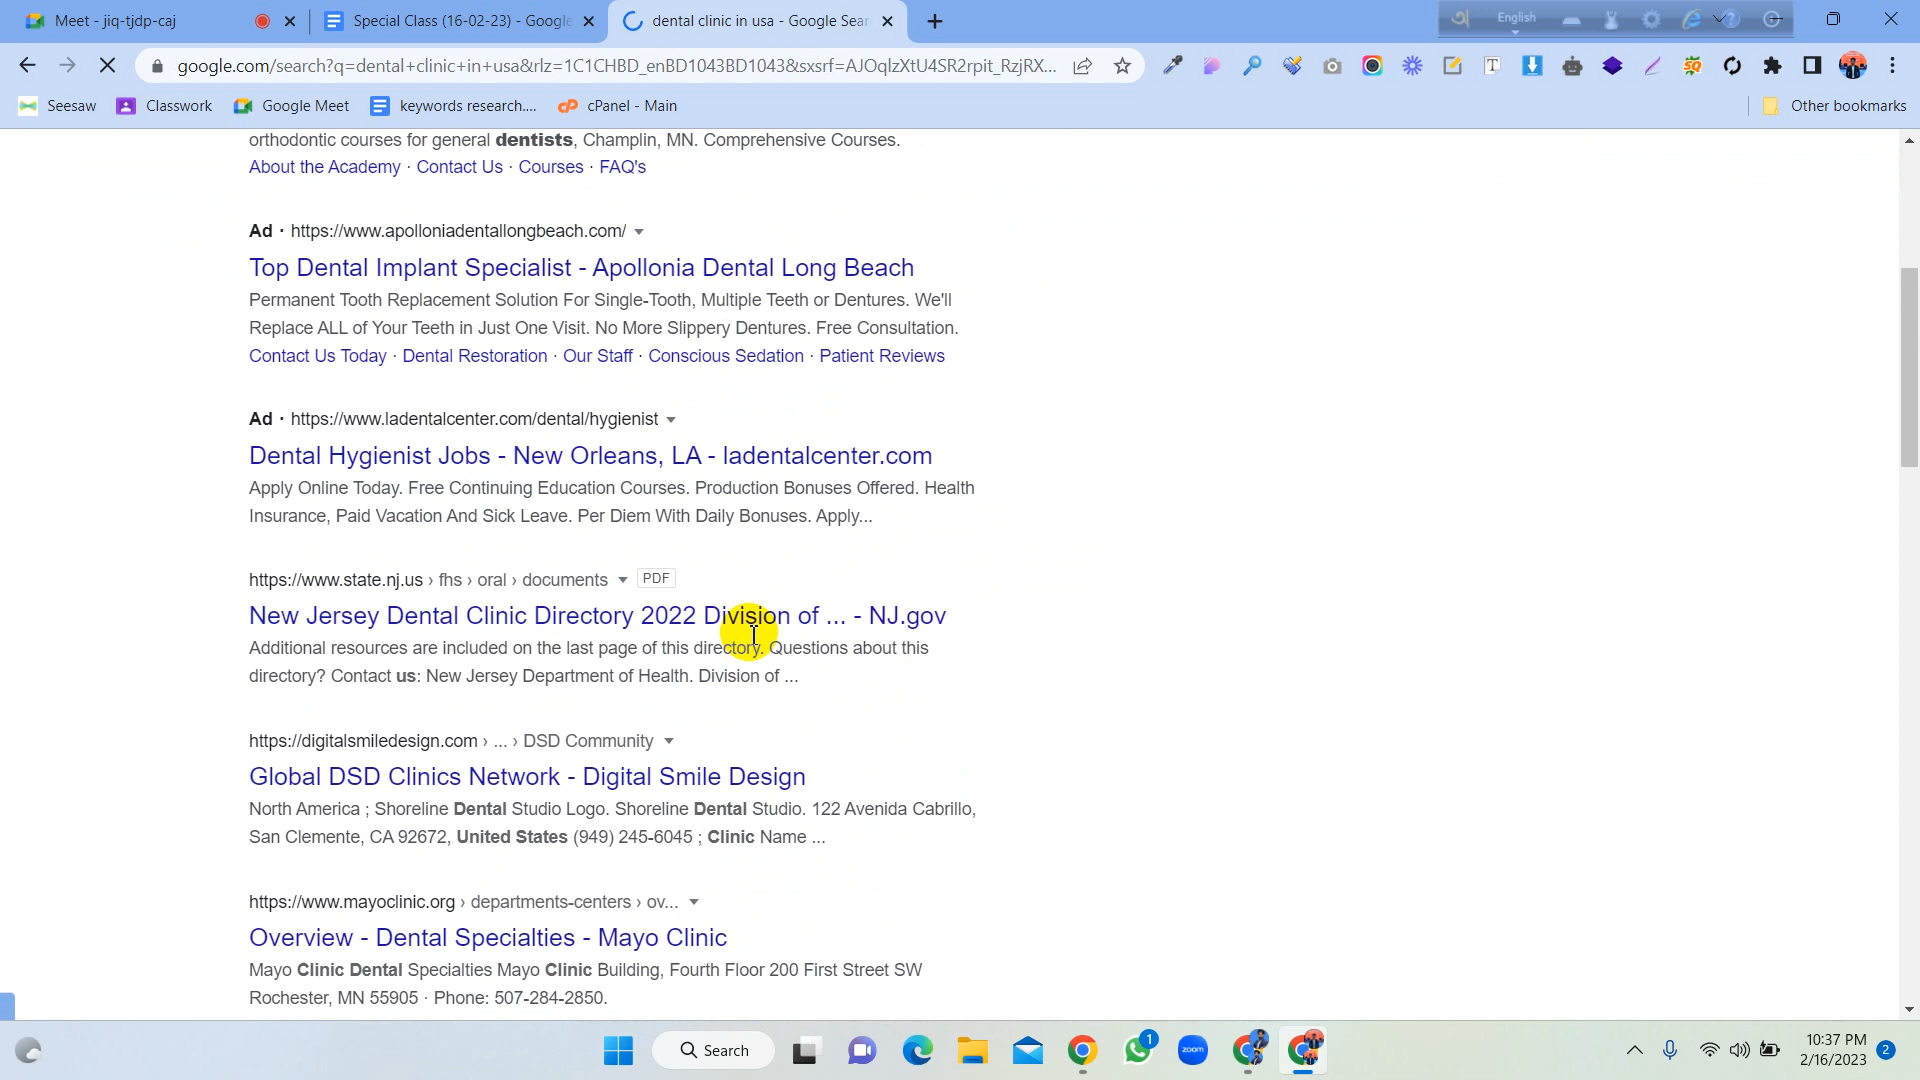 Meet - jiq-tjdp-caj
Special Class (16-02-23) - Google
dental clinic in usa - Google Sear
English
google.com/search?q=dental+clinic+in+usa&rlz=1C1CHBD_enBD1043BD1043&sxsrf=AJOqlzXtU4SR2rpit_RzjRX...
Seesaw
Classwork
Google Meet
keywords research....
cPanel - Main
Other bookmarks
orthodontic courses for general dentists, Champlin, MN. Comprehensive Courses.
About the Academy · Contact Us · Courses · FAQ's
Ad · https://www.apolloniadentallongbeach.com/
Top Dental Implant Specialist - Apollonia Dental Long Beach
Permanent Tooth Replacement Solution For Single-Tooth, Multiple Teeth or Dentures. We'll
Replace ALL of Your Teeth in Just One Visit. No More Slippery Dentures. Free Consultation.
Contact Us Today · Dental Restoration · Our Staff · Conscious Sedation · Patient Reviews
Ad · https://www.ladentalcenter.com/dental/hygienist
Dental Hygienist Jobs - New Orleans, LA - ladentalcenter.com
Apply Online Today. Free Continuing Education Courses. Production Bonuses Offered. Health
Insurance, Paid Vacation And Sick Leave. Per Diem With Daily Bonuses. Apply...
https://www.state.nj.us › fhs › oral › documents PDF
New Jersey Dental Clinic Directory 2022 Division of ... - NJ.gov
Additional resources are included on the last page of this directory. Questions about this
directory? Contact us: New Jersey Department of Health. Division of ...
https://digitalsmiledesign.com › ... › DSD Community
Global DSD Clinics Network - Digital Smile Design
North America ; Shoreline Dental Studio Logo. Shoreline Dental Studio. 122 Avenida Cabrillo,
San Clemente, CA 92672, United States (949) 245-6045 ; Clinic Name ...
https://www.mayoclinic.org › departments-centers › ov...
Overview - Dental Specialties - Mayo Clinic
Mayo Clinic Dental Specialties Mayo Clinic Building, Fourth Floor 200 First Street SW
Rochester, MN 55905 · Phone: 507-284-2850.
Search
1
zoom
10:37 PM
2/16/2023
2